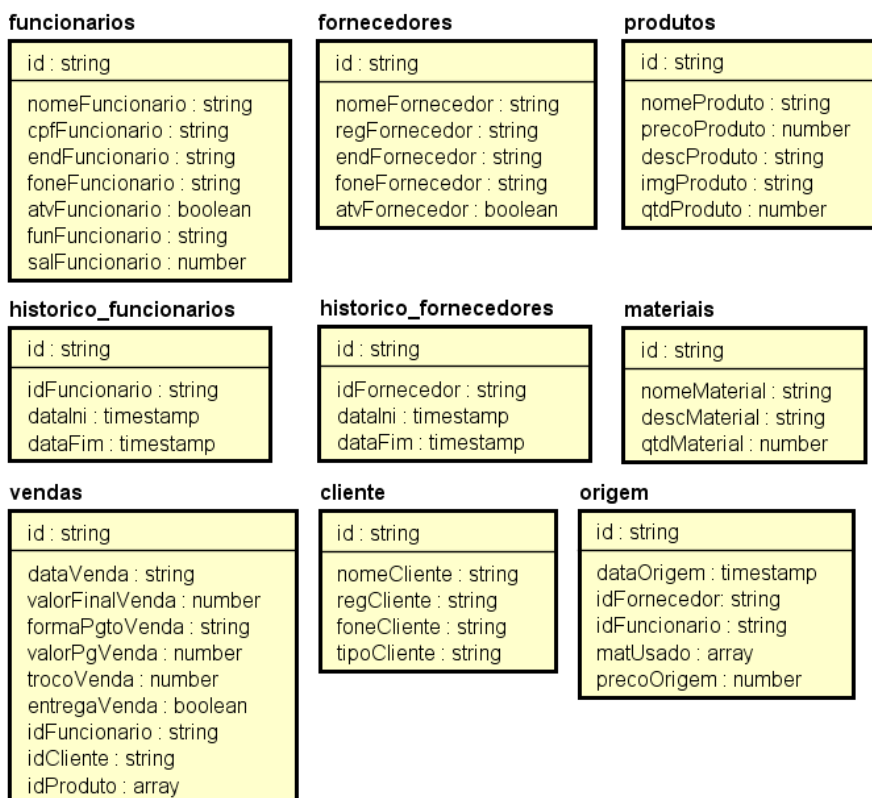 funcionarios
id : string
nomeFuncionario : string
cpfFuncionario : string
endFuncionario : string
foneFuncionario : string
atvFuncionario : boolean
funFuncionario : string
salFuncionario : number
fornecedores
id : string
nomeFornecedor : string
regFornecedor : string
endFornecedor : string
foneFornecedor : string
atvFornecedor : boolean
produtos
id : string
nomeProduto : string
precoProduto : number
descProduto : string
imgProduto : string
qtdProduto : number
historico_funcionarios
id : string
idFuncionario : string
dataIni : timestamp
dataFim : timestamp
historico_fornecedores
id : string
idFornecedor : string
dataIni : timestamp
dataFim : timestamp
materiais
id : string
nomeMaterial : string
descMaterial : string
qtdMaterial : number
vendas
id : string
dataVenda : string
valorFinalVenda : number
formaPgtoVenda : string
valorPgVenda : number
trocoVenda : number
entregaVenda : boolean
idFuncionario : string
idCliente : string
idProduto : array
cliente
id : string
nomeCliente : string
regCliente : string
foneCliente : string
tipoCliente : string
origem
id : string
dataOrigem : timestamp
idFornecedor: string
idFuncionario : string
matUsado : array
precoOrigem : number